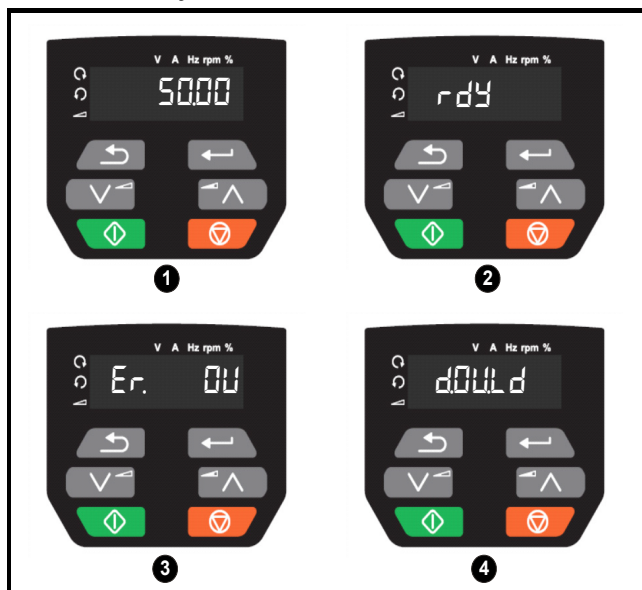 V A Hz rpm %
50.00
1
V A Hz rpm %
rdy
2
V A Hz rpm %
Er. OU
3
V A Hz rpm %
d.OU.Ld
4